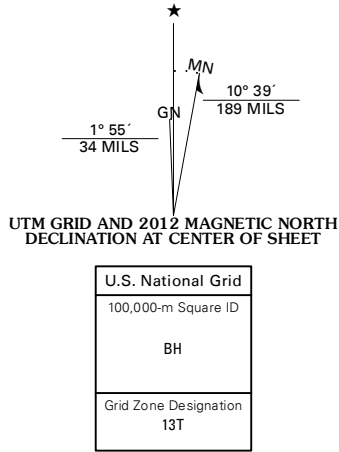 ★
MN
GN
10° 39´
189 MILS
1° 55´
34 MILS
UTM GRID AND 2012 MAGNETIC NORTH
DECLINATION AT CENTER OF SHEET
U.S. National Grid
100,000-m Square ID
BH
Grid Zone Designation
13T